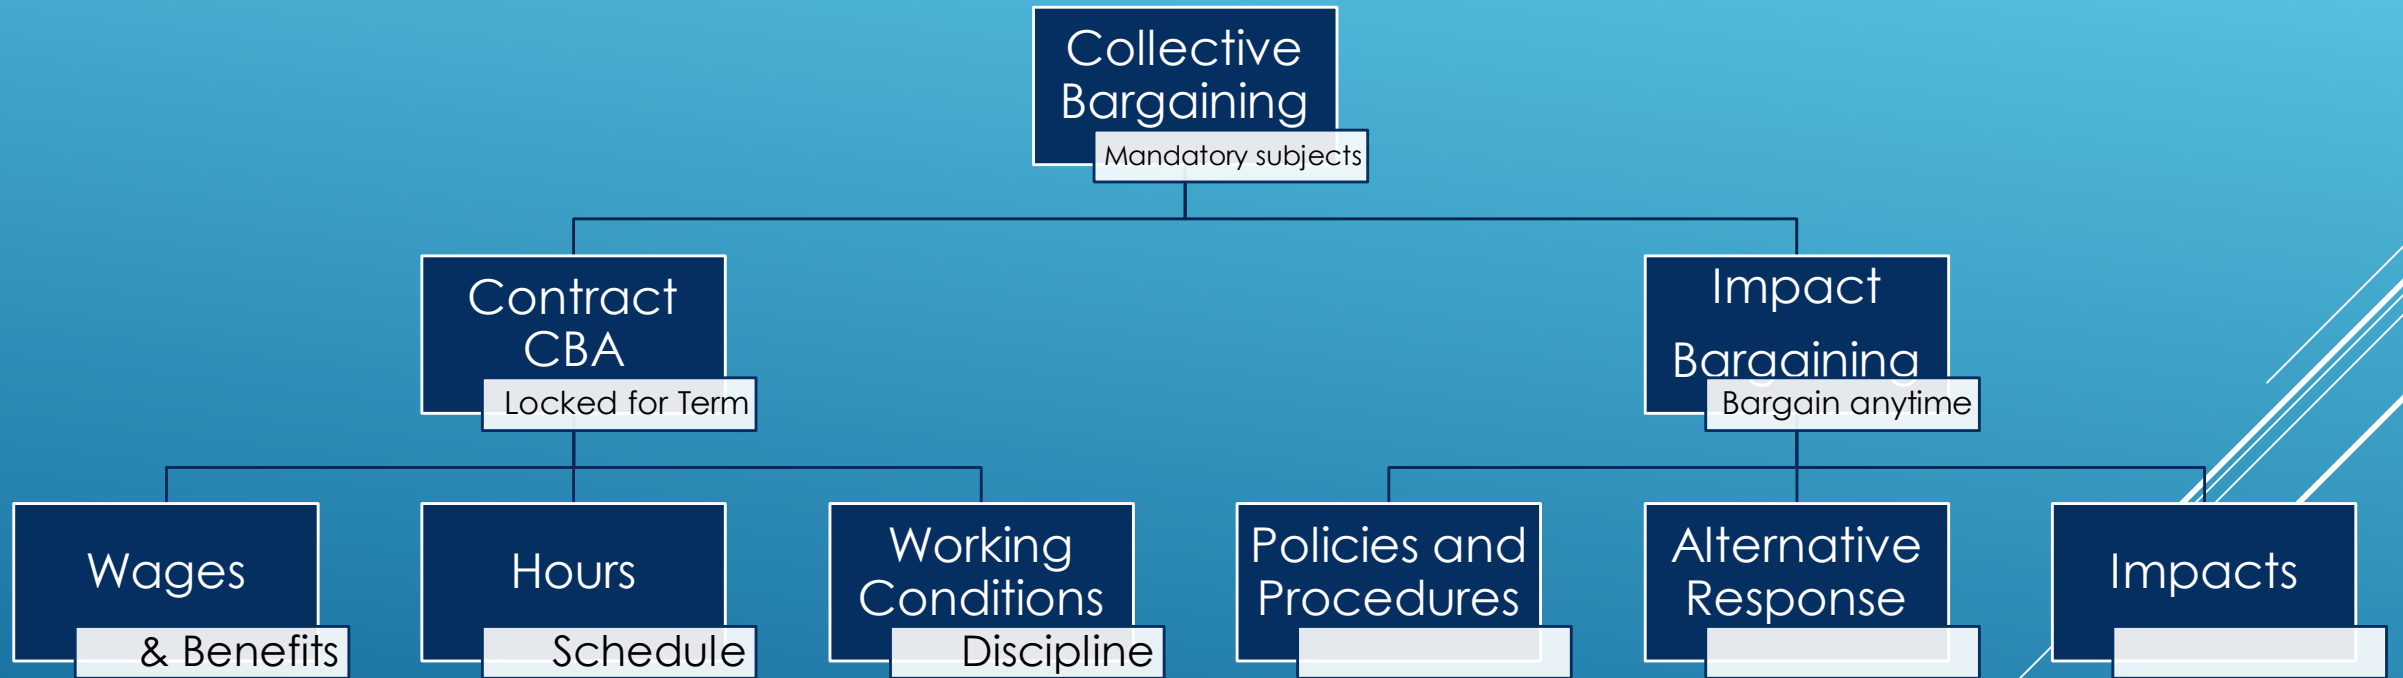 Collective
Bargaining
Mandatory subjects
Contract
CBA
Locked for Term
Impact
Bargaining
Bargain anytime
Wages
& Benefits
Hours
Schedule
Working
Conditions
Discipline
Policies and
Procedures
Alternative
Response
Impacts